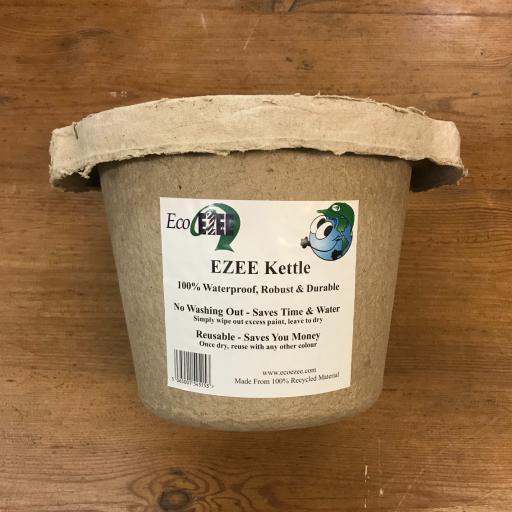 Eco EZEE
EZEE Kettle
100% Waterproof, Robust & Durable
No Washing Out - Saves Time & Water
Simply wipe out excess paint, leave to dry
Reusable - Saves You Money
Once dry, reuse with any other colour
www.ecoezee.com
Made From 100% Recycled Material